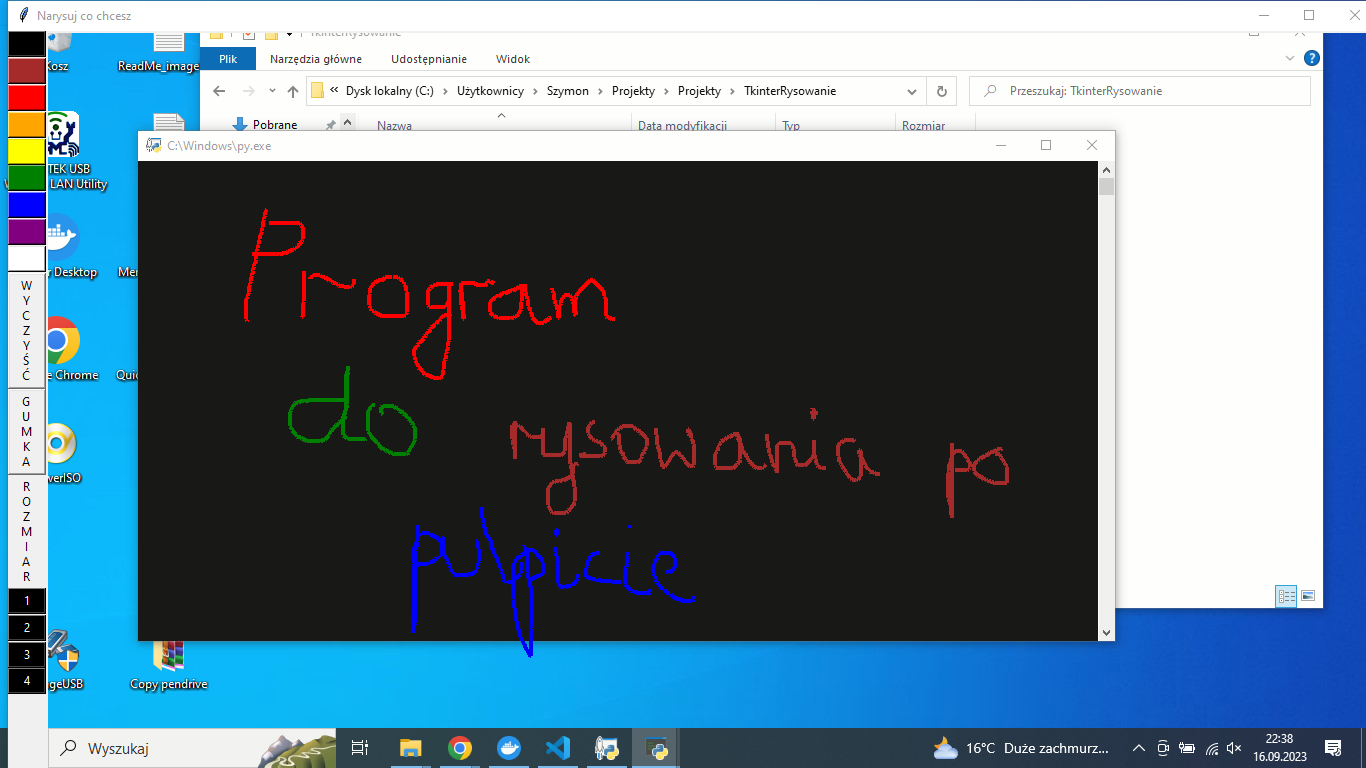 Narysuj co chcesz
TkinterRysowanie
Plik Narzędzia główne Udostępnianie Widok
« Dysk lokalny (C:) > Użytkownicy > Szymon > Projekty > Projekty > TkinterRysowanie
Przeszukaj: TkinterRysowanie
Pobrane Nazwa Data modyfikacji Typ Rozmiar
C:\Windows\py.exe
Program
do rysowania po
pulpicie
WYCZYŚĆ
GUMKA
ROZMIAR
1
2
3
4
Kosz
ReadMe_image
TEK USB
LAN Utility
r Desktop
Mer
e Chrome
Quic
verISO
geUSB
Copy pendrive
Wyszukaj
16°C Duże zachmurz...
22:38
16.09.2023